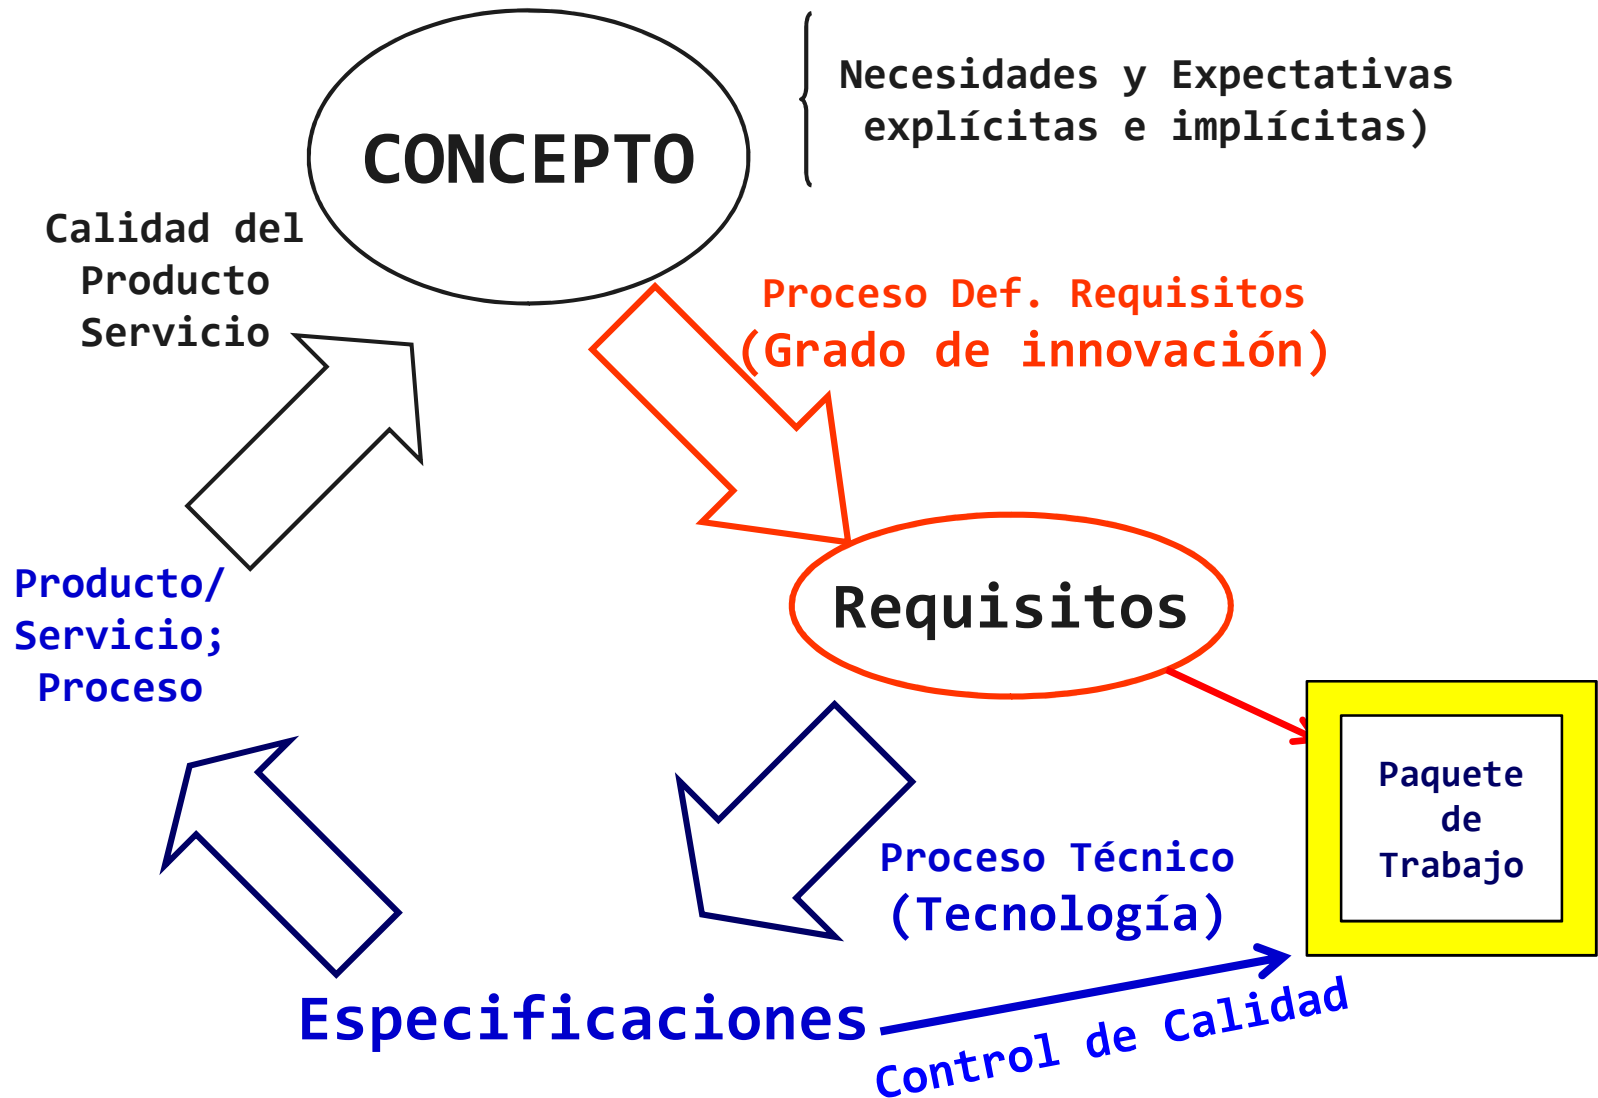 CONCEPTO
Necesidades y Expectativas
explícitas e implícitas)
Calidad del
Producto
Servicio
Proceso Def. Requisitos
(Grado de innovación)
Requisitos
Producto/
Servicio;
Proceso
Paquete
de
Trabajo
Proceso Técnico
(Tecnología)
Especificaciones
Control de Calidad